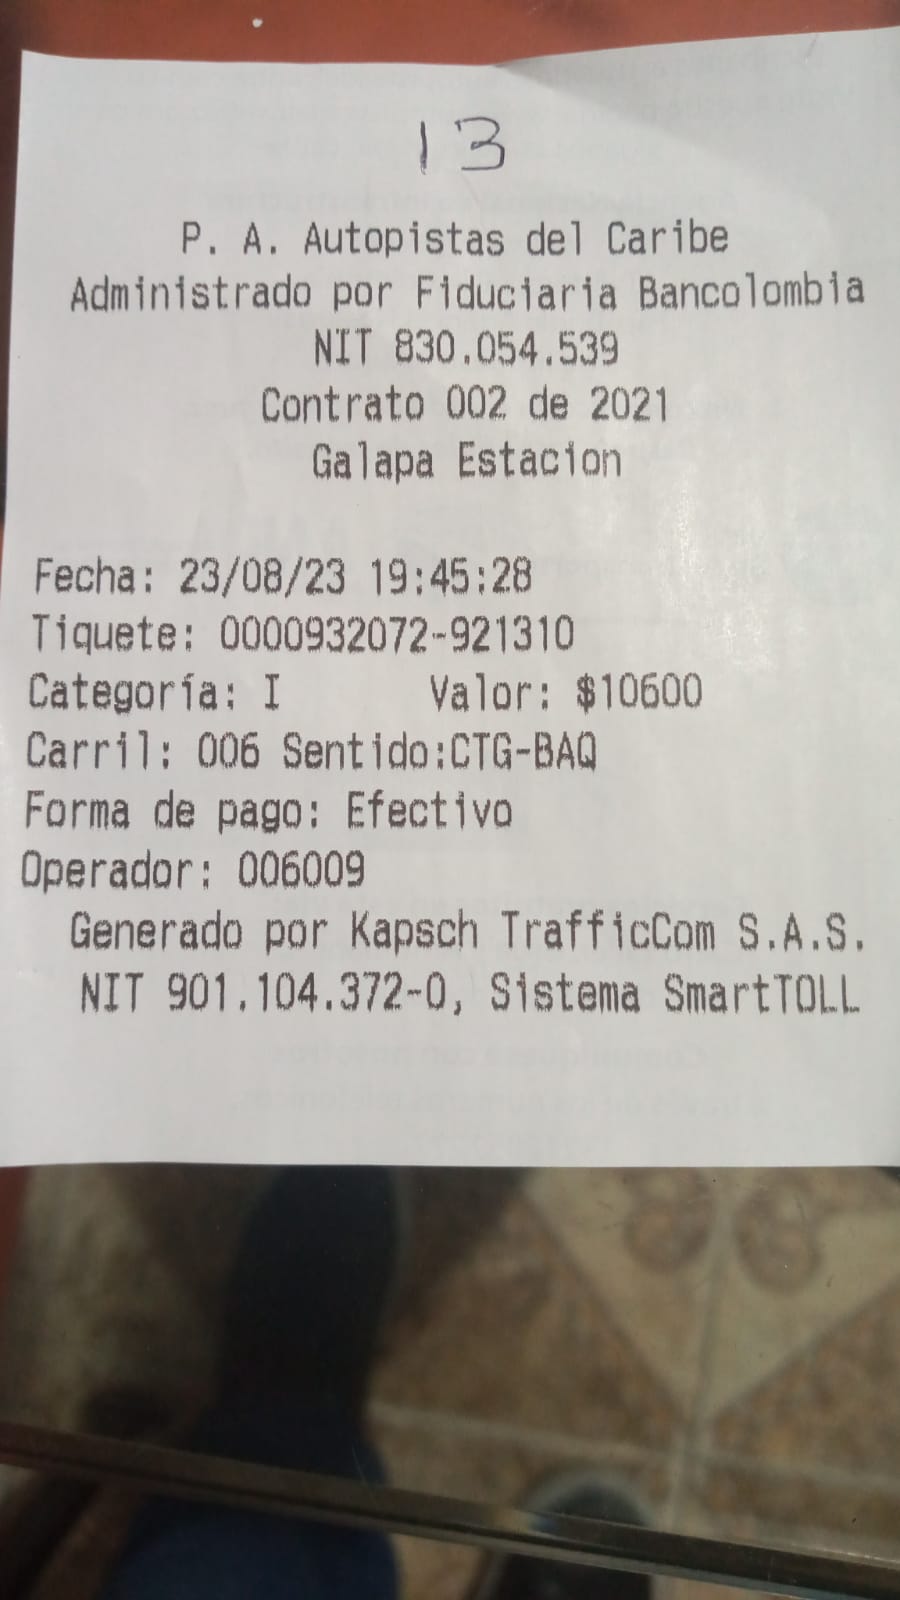 13
P. A. Autopistas del Caribe
Administrado por Fiduciaria Bancolombia
NIT 830.054.539
Contrato 002 de 2021
Galapa Estacion
Fecha: 23/08/23 19:45:28
Tiquete: 0000932072-921310
Categoría: I Valor: $10600
Carril: 006 Sentido:CTG-BAQ
Forma de pago: Efectivo
Operador: 006009
Generado por Kapsch TrafficCom S.A.S.
NIT 901.104.372-0, Sistema SmartTOLL